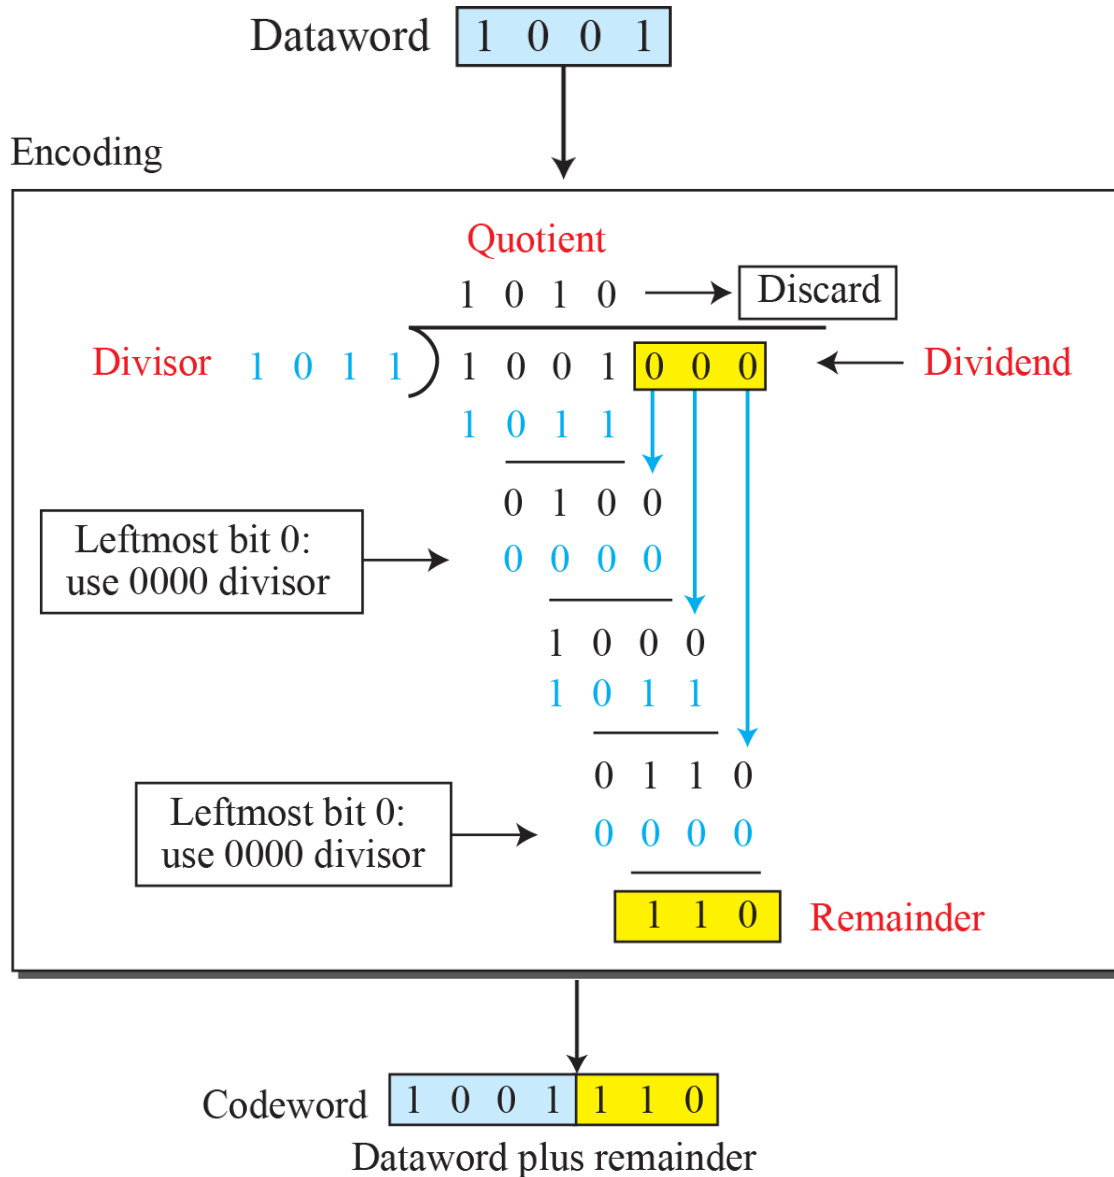 Dataword 1 0 0 1
Encoding
Quotient
1 0 1 0 Discard
Divisor 1 0 1 1 1 0 0 1 0 0 0 Dividend
1 0 1 1
0 1 0 0
Leftmost bit 0:
use 0000 divisor
0 0 0 0
1 0 0 0
1 0 1 1
0 1 1 0
Leftmost bit 0:
use 0000 divisor
0 0 0 0
1 1 0 Remainder
Codeword 1 0 0 1 1 1 0
Dataword plus remainder